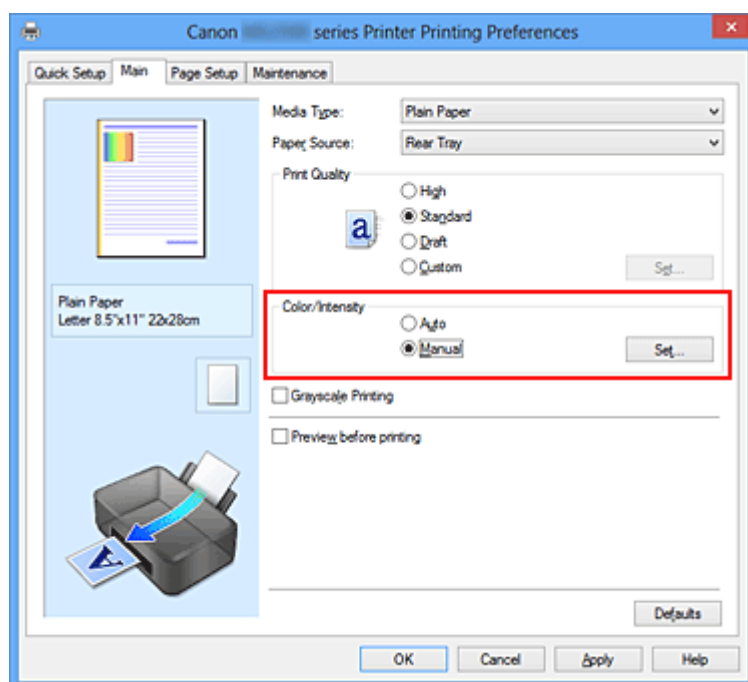 Canon series Printer Printing Preferences
Quick Setup Main Page Setup Maintenance
Media Type: Plain Paper
Paper Source: Rear Tray
Print Quality
High
a Standard
Draft
Custom Set...
Plain Paper
Letter 8.5"x11" 22x28cm
Color/Intensity
Auto
Manual Set...
Grayscale Printing
Preview before printing
A
Defaults
OK Cancel Apply Help